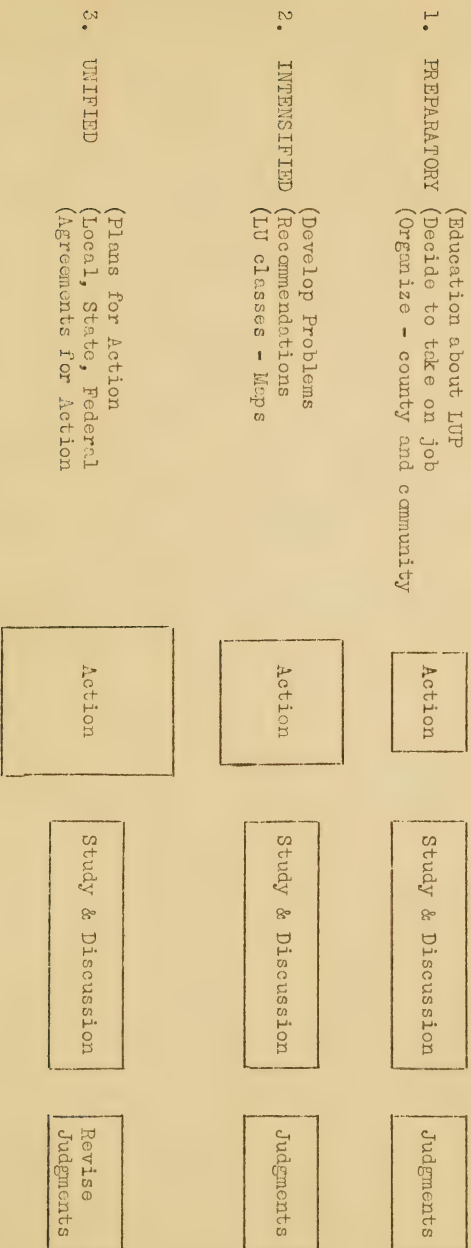 1. PREPARATORY (Education about LUP
(Decide to take on job
(Organize - county and community
Action
Study & Discussion
Judgments
2. INTENSIFIED (Develop Problems
(Recommendations
(LU classes - Maps
Action
Study & Discussion
Judgments
3. UNIFIED (Plans for Action
(Local, State, Federal
(Agreements for Action
Action
Study & Discussion
Revise
Judgments